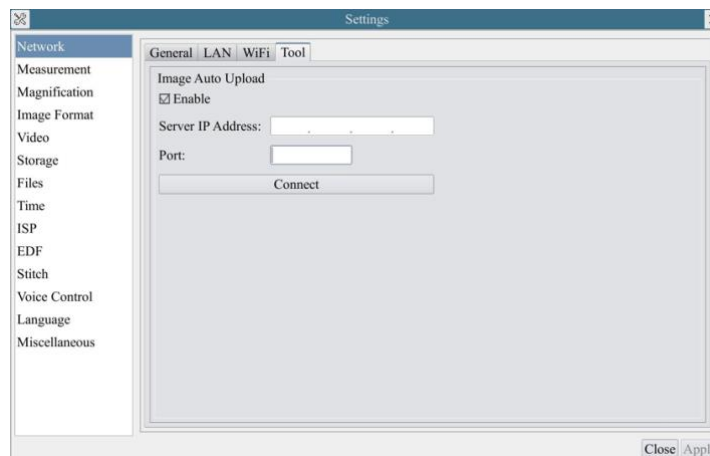 Settings
Network
Measurement
Magnification
Image Format
Video
Storage
Files
Time
ISP
EDF
Stitch
Voice Control
Language
Miscellaneous
General LAN WiFi Tool
Image Auto Upload
Enable
Server IP Address: . . .
Port:
Connect
Close Appl